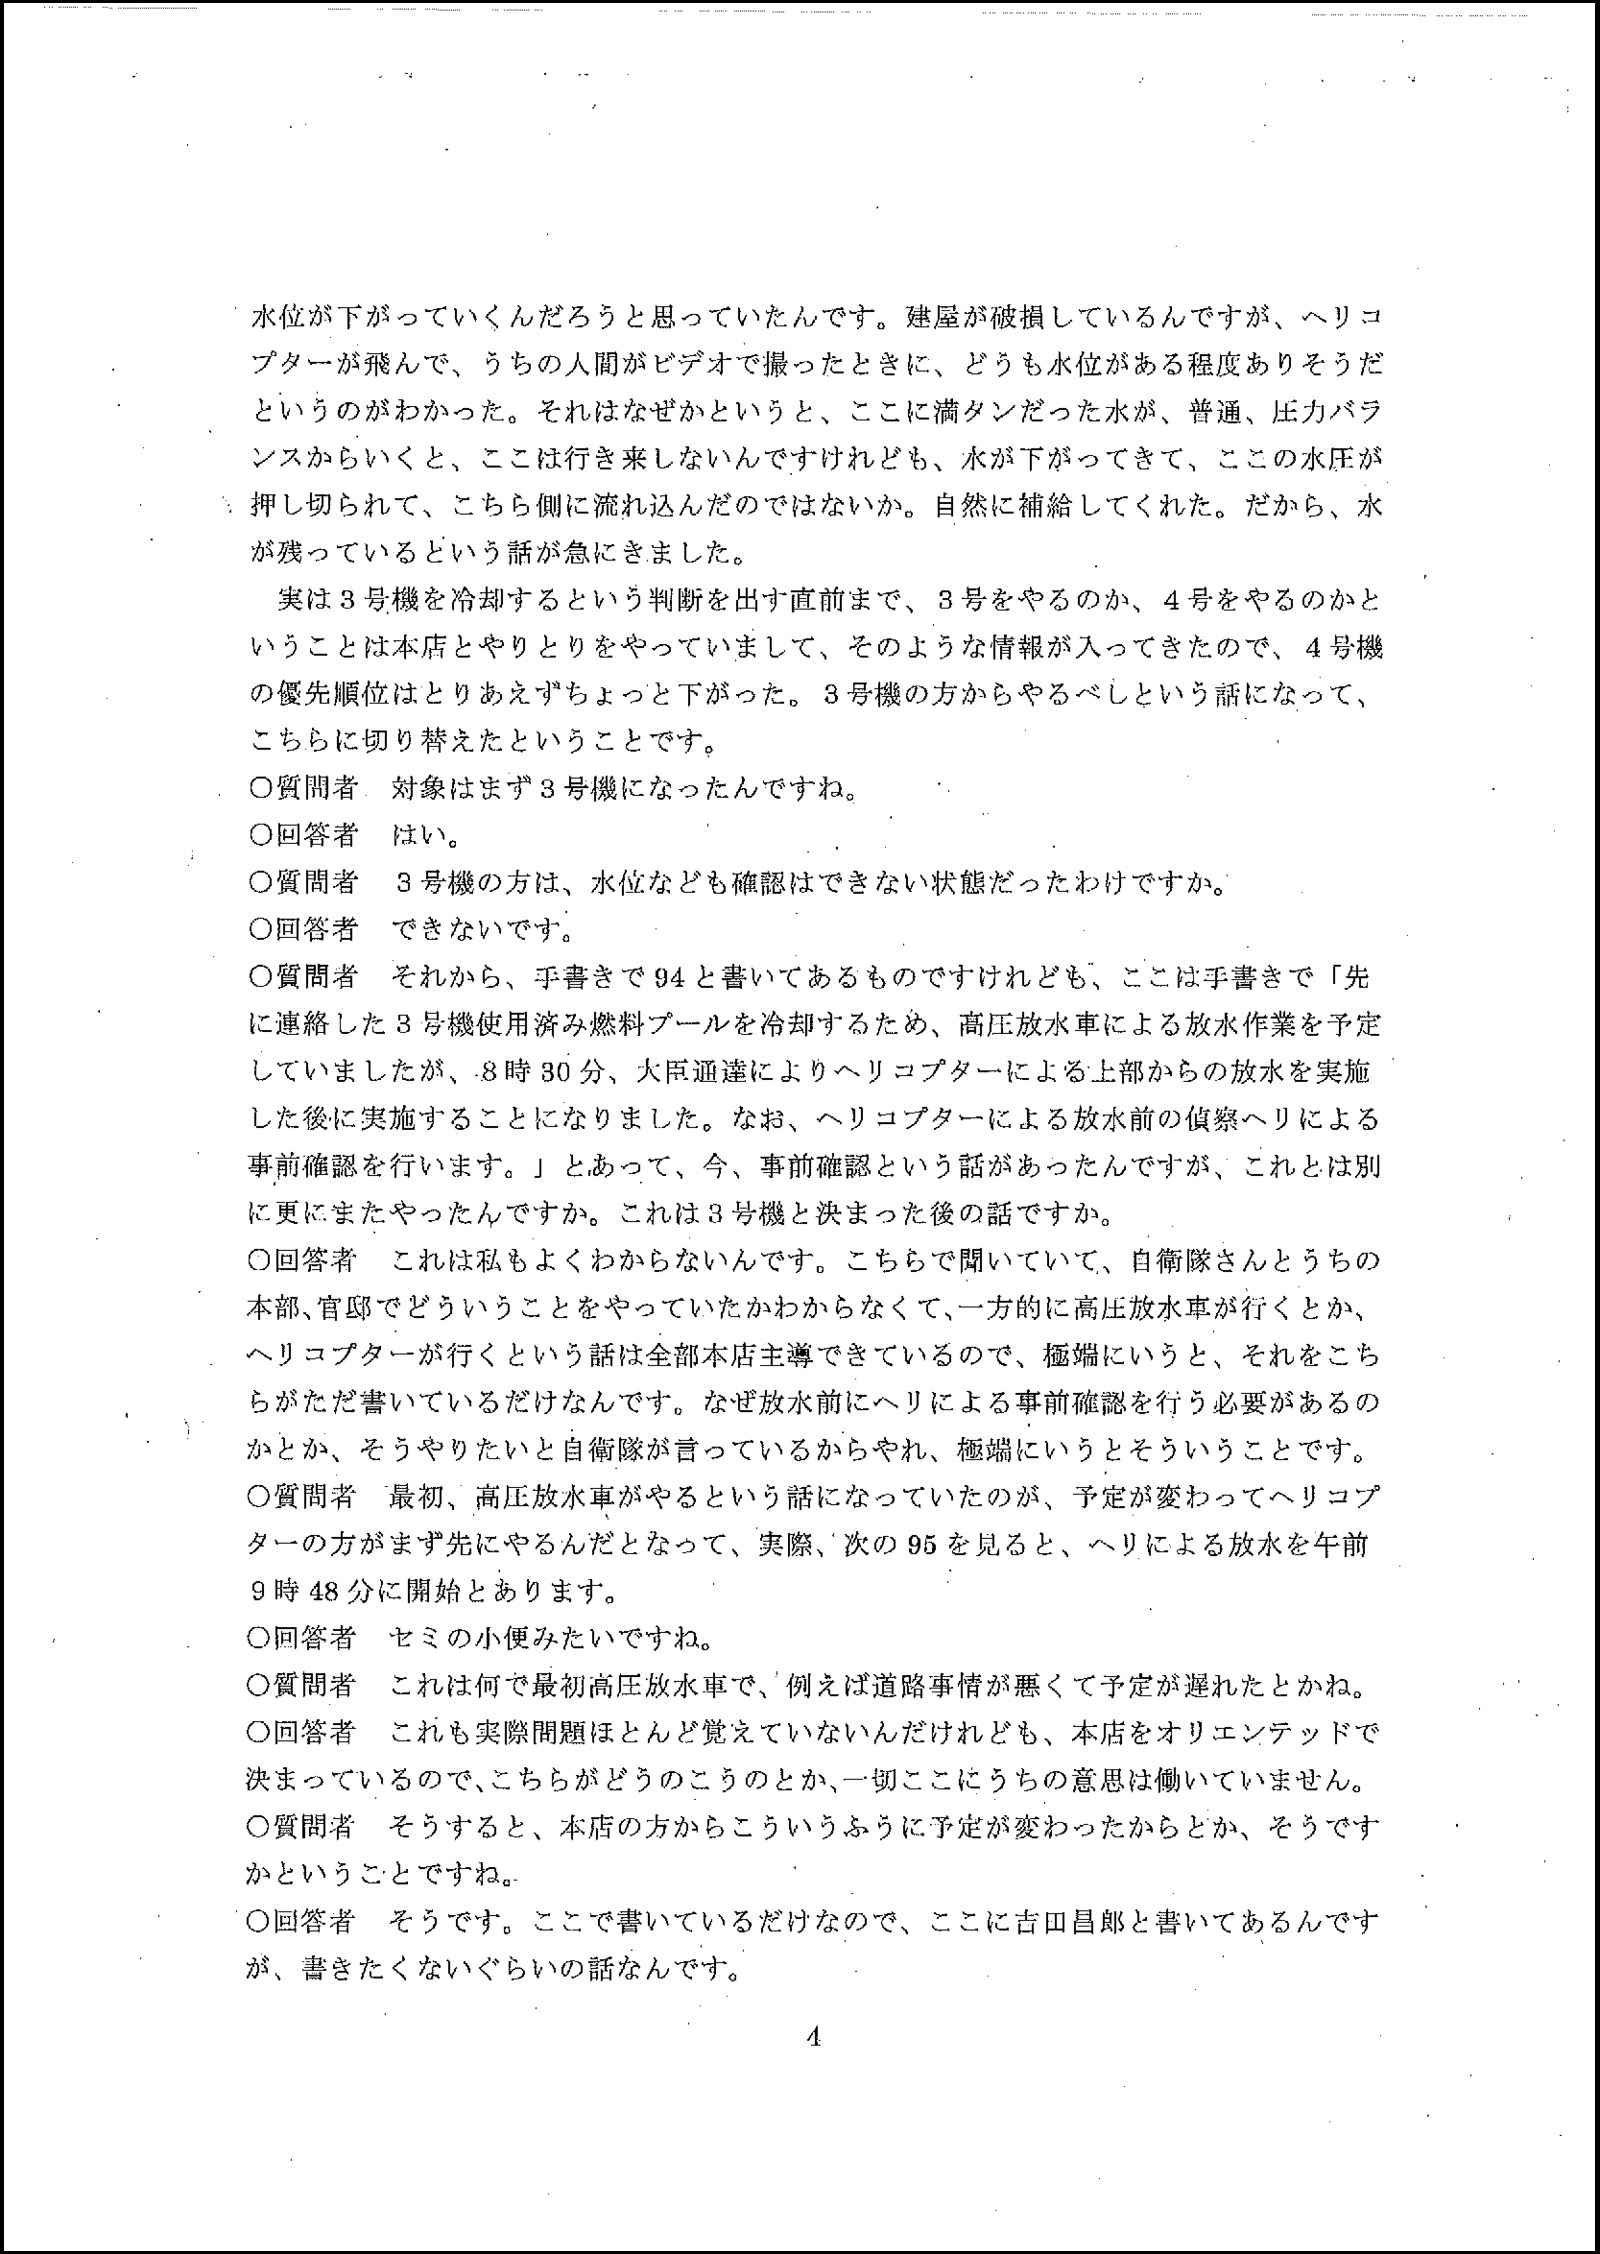 水位が下がっていくんだろうと思っていたんです。建屋が破損しているんですが、ヘリコ
プターが飛んで、うちの人間がビデオで撮ったときに、どうも水位がある程度ありそうだ
というのがわかった。それはなぜかというと、ここに満タンだった水が、普通、圧力バラ
ンスからいくと、ここは行き来しないんですけれども、水が下がってきて、ここの水圧が
押し切られて、こちら側に流れ込んだのではないか。自然に補給してくれた。だから、水
が残っているという話が急にきました。
　実は３号機を冷却するという判断を出す直前まで、３号をやるのか、４号をやるのかと
いうことは本店とやりとりをやっていまして、そのような情報が入ってきたので、４号機
の優先順位はとりあえずちょっと下がった。３号機の方からやるべしという話になって、
こちらに切り替えたということです。
○質問者　対象はまず３号機になったんですね。
○回答者　はい。
○質問者　３号機の方は、水位なども確認はできない状態だったわけですか。
○回答者　できないです。
○質問者　それから、手書きで 94 と書いてあるものですけれども、ここは手書きで「先
に連絡した３号機使用済み燃料プールを冷却するため、高圧放水車による放水作業を予定
していましたが、8 時 30 分、大臣通達によりヘリコプターによる上部からの放水を実施
した後に実施することになりました。なお、ヘリコプターによる放水前の偵察ヘリによる
事前確認を行います。」とあって、今、事前確認という話があったんですが、これとは別
に更にまたやったんですか。これは３号機と決まった後の話ですか。
○回答者　これは私もよくわからないんです。こちらで聞いていて、自衛隊さんとうちの
本部、官邸でどういうことをやっていたかわからなくて、一方的に高圧放水車が行くとか、
ヘリコプターが行くという話は全部本店主導できているので、極端にいうと、それをこち
らがただ書いているだけなんです。なぜ放水前にヘリによる事前確認を行う必要があるの
かとか、そうやりたいと自衛隊が言っているからやれ、極端にいうとそういうことです。
○質問者　最初、高圧放水車がやるという話になっていたのが、予定が変わってヘリコプ
ターの方がまず先にやるんだとなって、実際、次の 95 を見ると、ヘリによる放水を午前
9 時 48 分に開始とあります。
○回答者　セミの小便みたいですね。
○質問者　これは何で最初高圧放水車で、例えば道路事情が悪くて予定が遅れたとかね。
○回答者　これも実際問題ほとんど覚えていないんだけれども、本店をオリエンテッドで
決まっているので、こちらがどうのこうのとか、一切ここにうちの意思は働いていません。
○質問者　そうすると、本店の方からこういうふうに予定が変わったからとか、そうです
かということですね。
○回答者　そうです。ここで書いているだけなので、ここに吉田昌郎と書いてあるんです
が、書きたくないぐらいの話なんです。
4